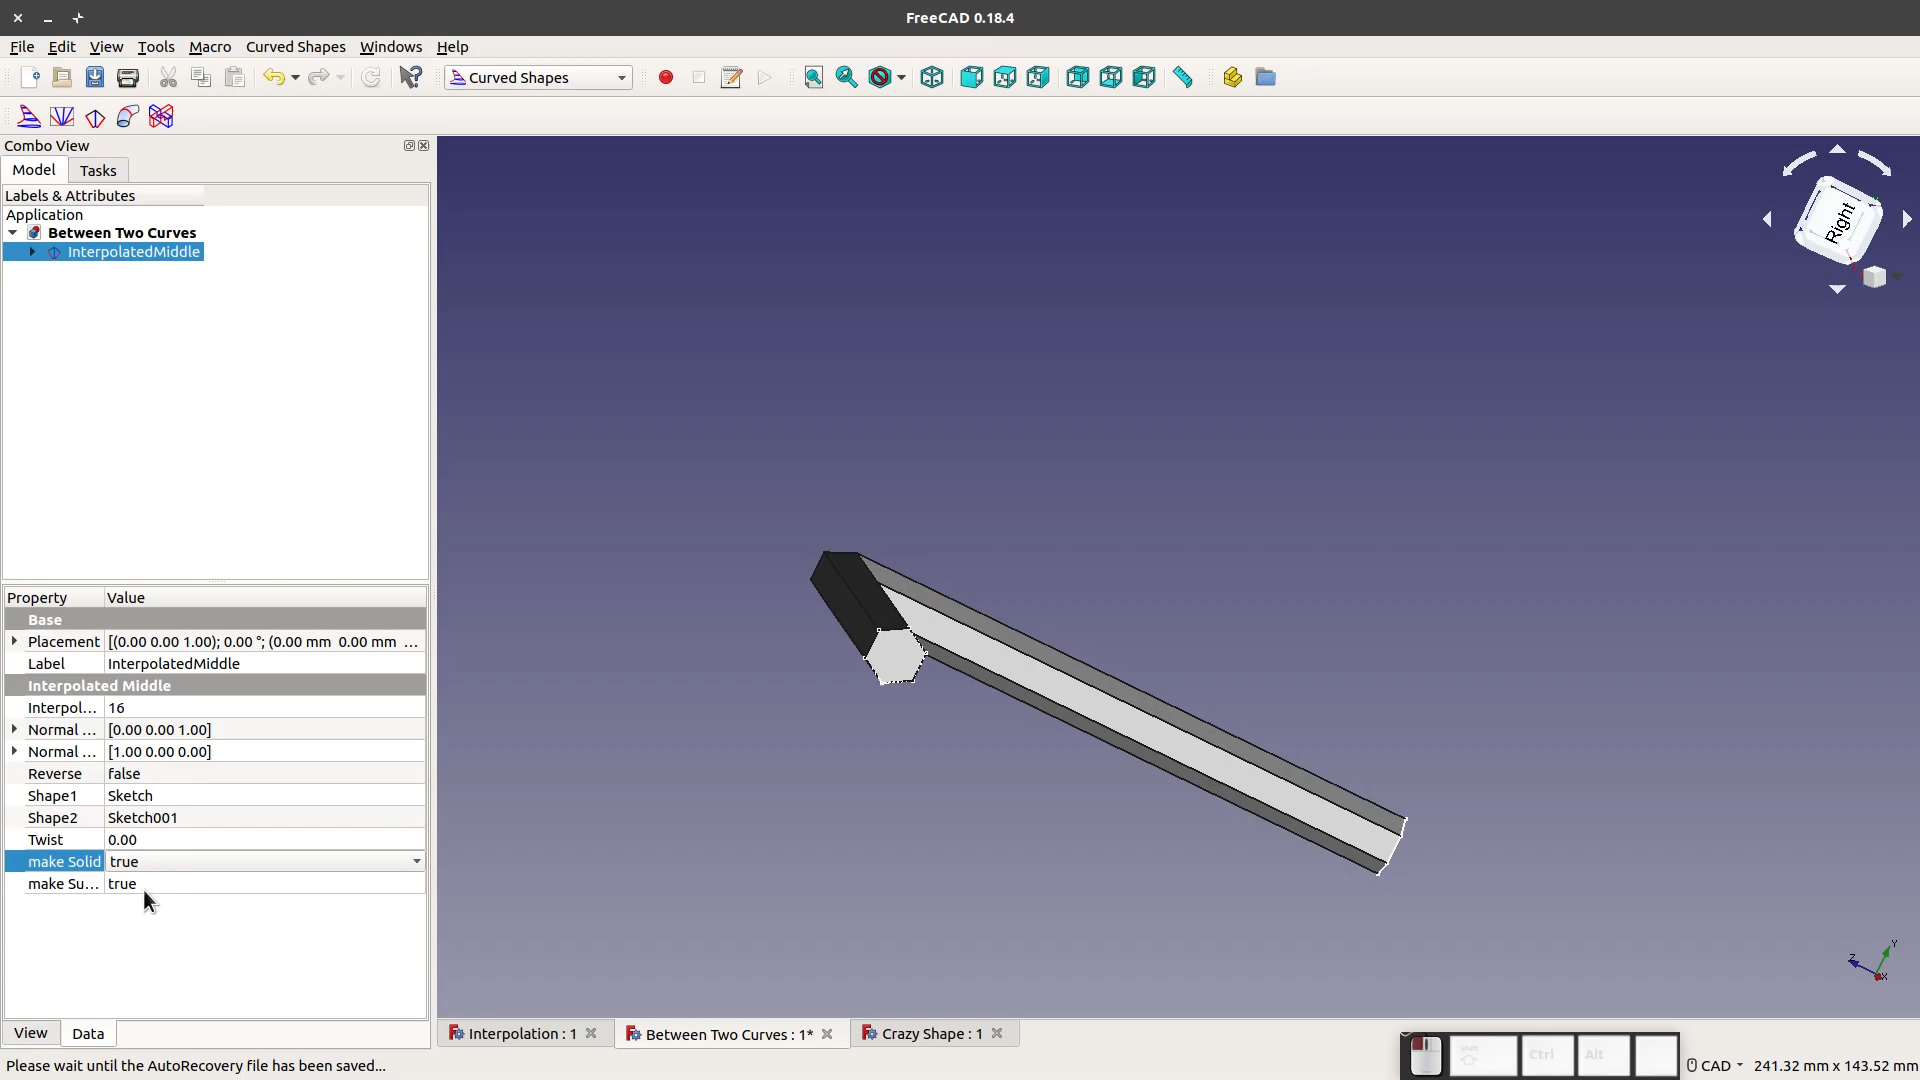 FreeCAD 0.18.4
File Edit View Tools Macro Curved Shapes Windows Help
Curved Shapes
Combo View
Model Tasks
Labels & Attributes
Application
Between Two Curves
InterpolatedMiddle
Right
Property Value
Base
Placement [(0.00 0.00 1.00); 0.00 °; (0.00 mm 0.00 mm ...
Label InterpolatedMiddle
Interpolated Middle
Interpol... 16
Normal ... [0.00 0.00 1.00]
Normal ... [1.00 0.00 0.00]
Reverse false
Shape1 Sketch
Shape2 Sketch001
Twist 0.00
make Solid true
make Su... true
Y
Z
X
View Data
Interpolation : 1 Between Two Curves : 1* Crazy Shape : 1
Shift Ctrl Alt
Please wait until the AutoRecovery file has been saved...
CAD 241.32 mm x 143.52 mm